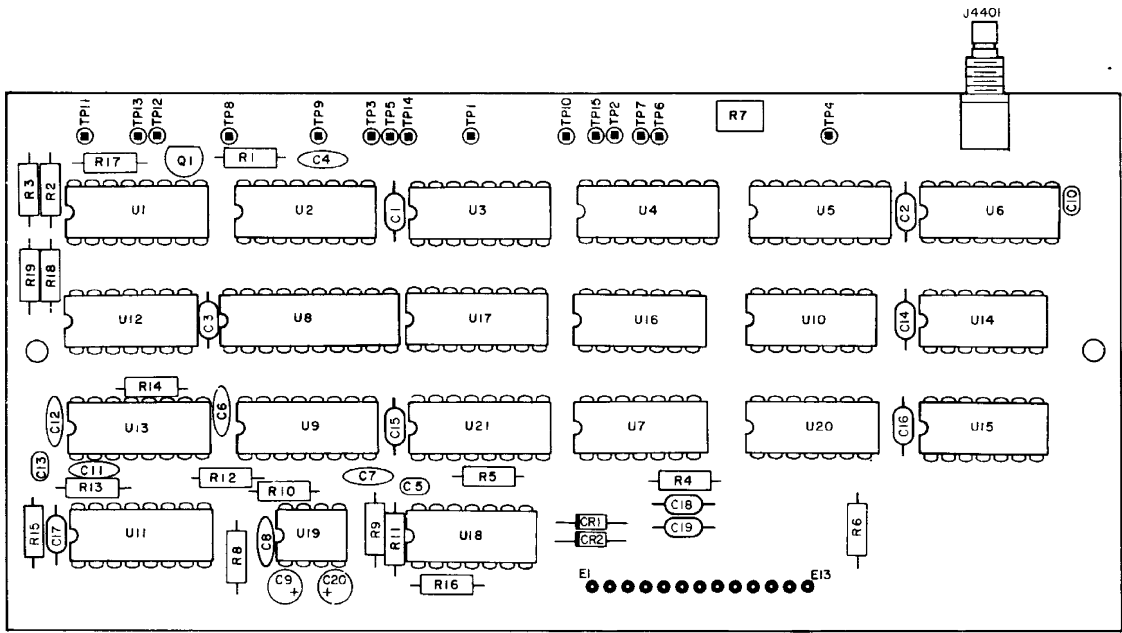 J4401
TP11 TP13 TP12 TP8 TP9 TP3 TP5 TP14 TP1 TP10 TP15 TP2 TP7 TP6 R7 TP4
R3 R2 R17 Q1 R1 C4
U1 U2 C1 U3 U4 U5 C2 U6 C10
R19 R18
U12 C3 U8 U17 U16 U10 C14 U14
R14
C12 U13 C6 U9 C15 U21 U7 U20 C16 U15
C13 C11 R12 C7 R5 R4
R13 R10 C5 C18
R15 C17 U11 R8 C8 U19 R9 R11 U18 CR1 C19 R6
CR2
C9 + C20 + R16 E1 E13